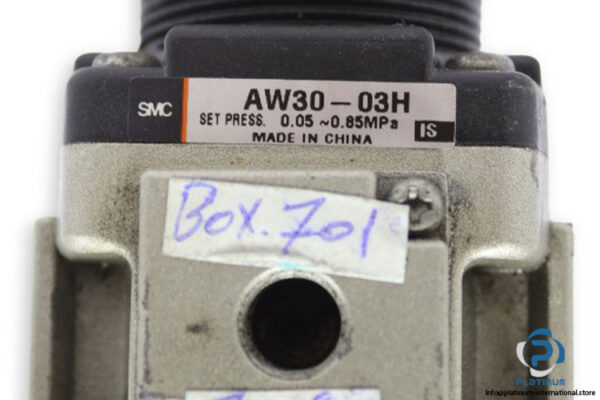 SMC
AW30-03H
SET PRESS. 0.05 ~0.85MPa
MADE IN CHINA
IS
Box.701
PLATINUM
info@platinum-international.store